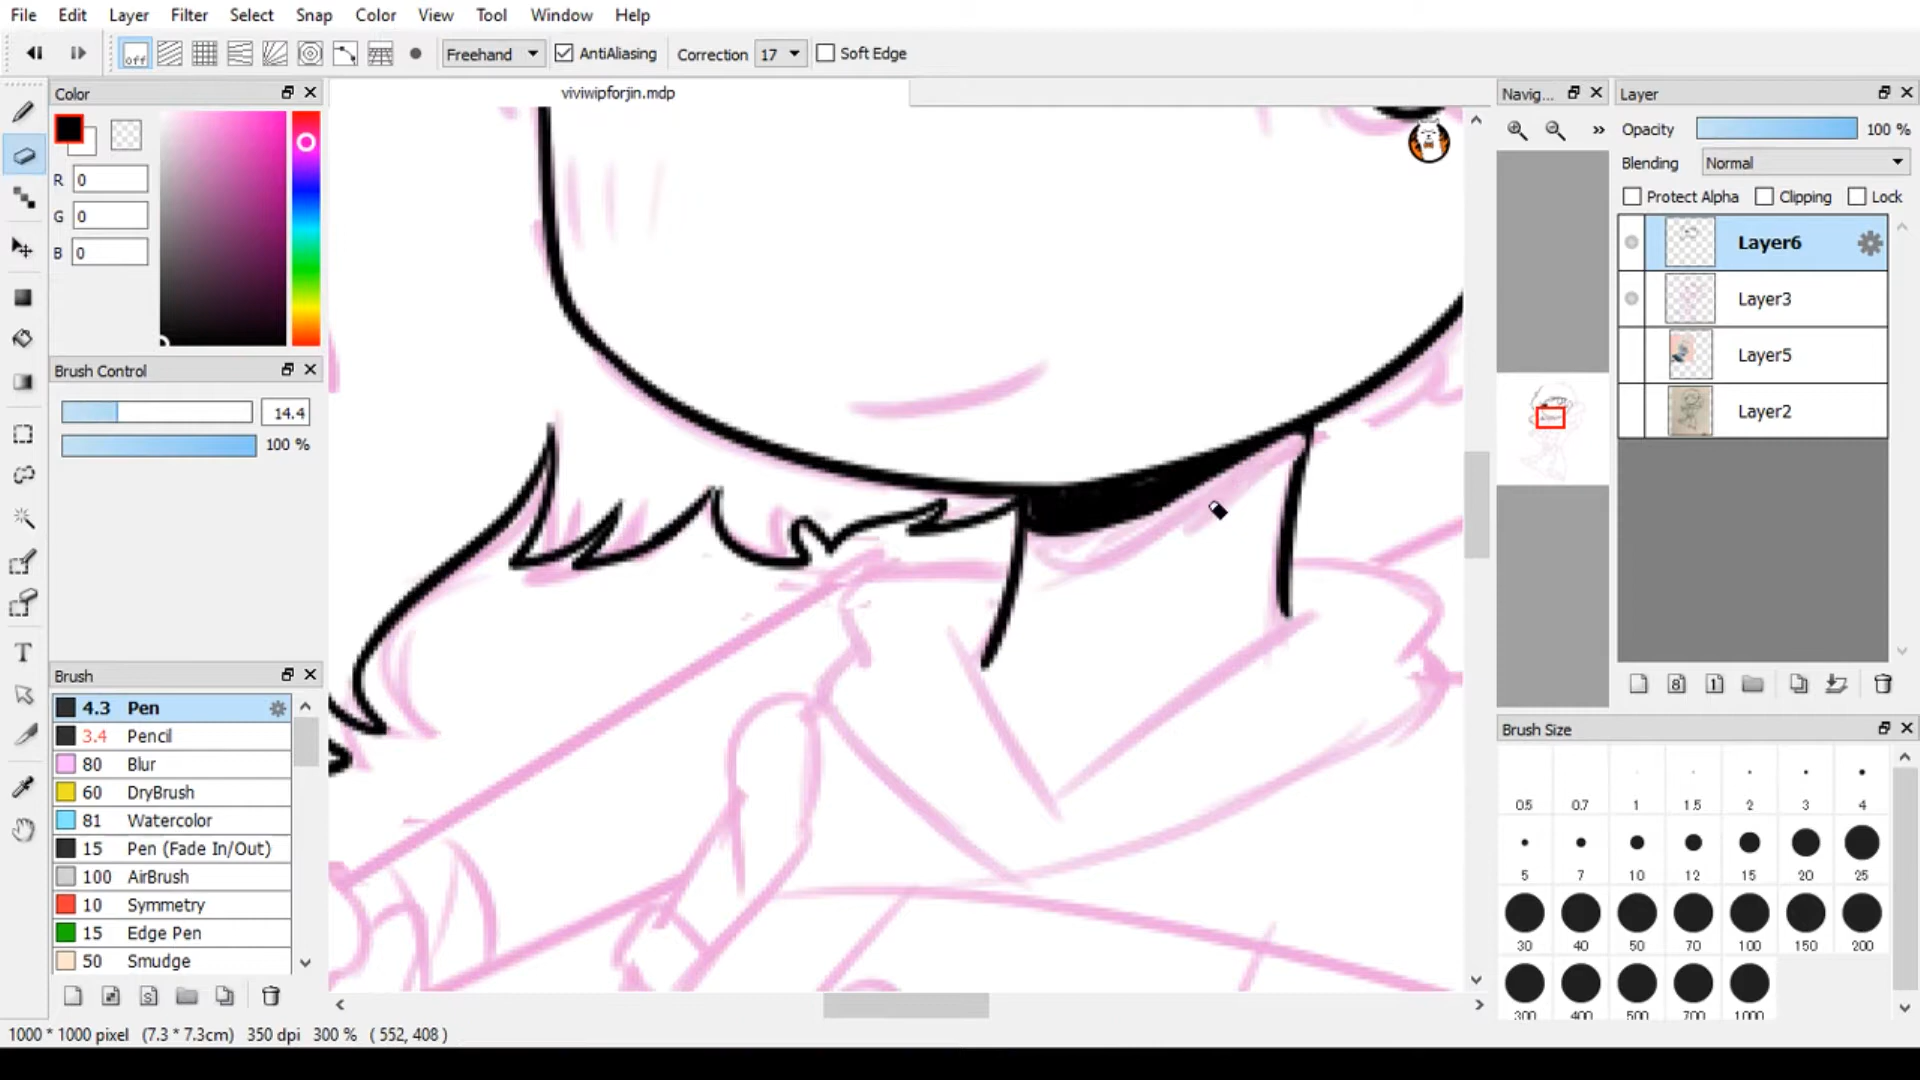 File Edit Layer Filter Select Snap Color View Tool Window Help
off Freehand AntiAliasing Correction 17 Soft Edge
Color
viviwipforjin.mdp
Navig...
Layer
Opacity 100 %
Blending Normal
Protect Alpha Clipping Lock
R 0
G 0
B 0
Layer6
Layer3
Layer5
Layer2
Brush Control
14.4
100 %
Brush
4.3 Pen
3.4 Pencil
80 Blur
60 DryBrush
81 Watercolor
15 Pen (Fade In/Out)
100 AirBrush
10 Symmetry
15 Edge Pen
50 Smudge
8 1
T
S
Brush Size
0.5 0.7 1 1.5 2 3 4
5 7 10 12 15 20 25
30 40 50 70 100 150 200
300 400 500 700 1000
1000 * 1000 pixel (7.3 * 7.3cm) 350 dpi 300 % ( 552, 408 )